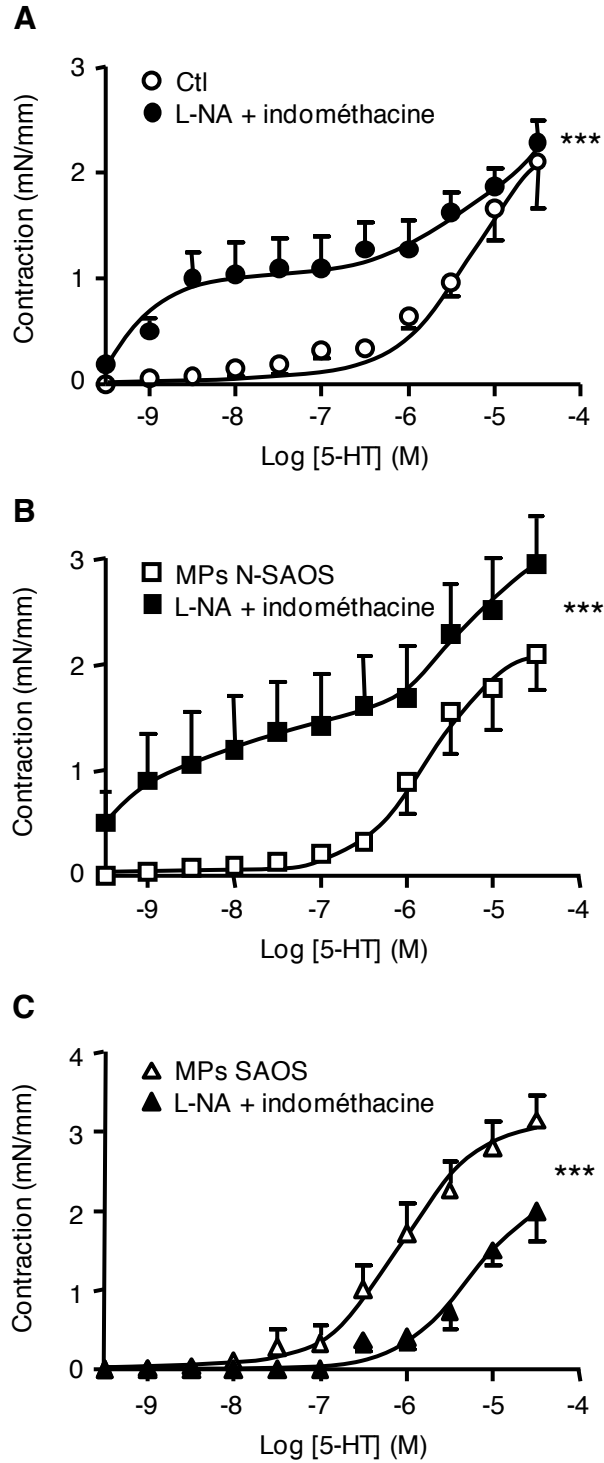 A
3
2
1
0
Contraction (mN/mm)
Ctl
L-NA + indométhacine
***
-9 -8 -7 -6 -5 -4
Log [5-HT] (M)
B
3
2
1
0
Contraction (mN/mm)
MPs N-SAOS
L-NA + indométhacine
***
-9 -8 -7 -6 -5 -4
Log [5-HT] (M)
C
4
3
2
1
0
Contraction (mN/mm)
MPs SAOS
L-NA + indométhacine
***
-9 -8 -7 -6 -5 -4
Log [5-HT] (M)